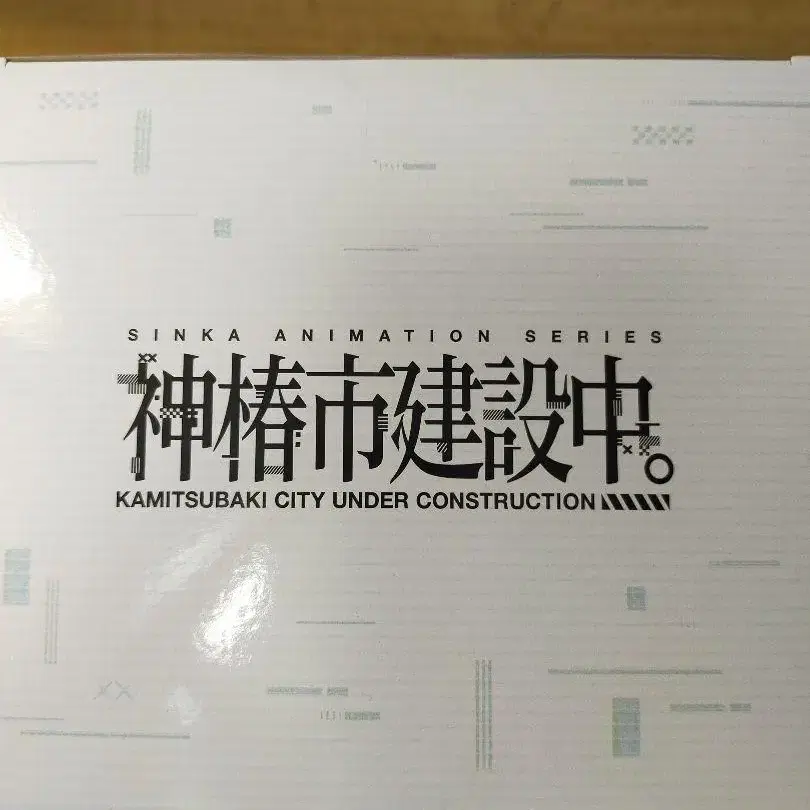 SINKA ANIMATION SERIES
神椿市建設中。
KAMITSUBAKI CITY UNDER CONSTRUCTION